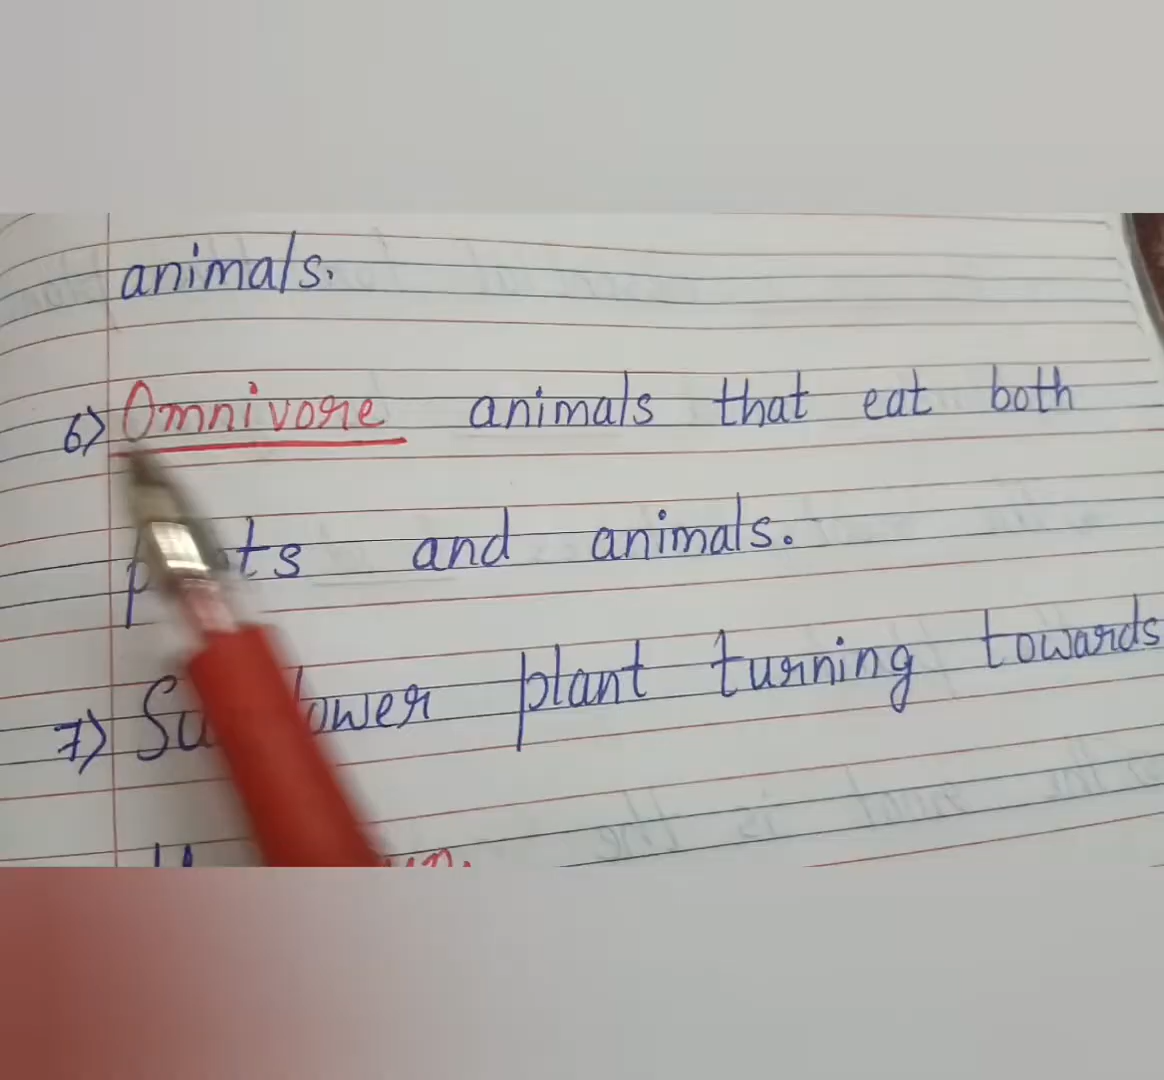 animals.
6) Omnivore animals that eat both
and animals.
7) plant turning towards